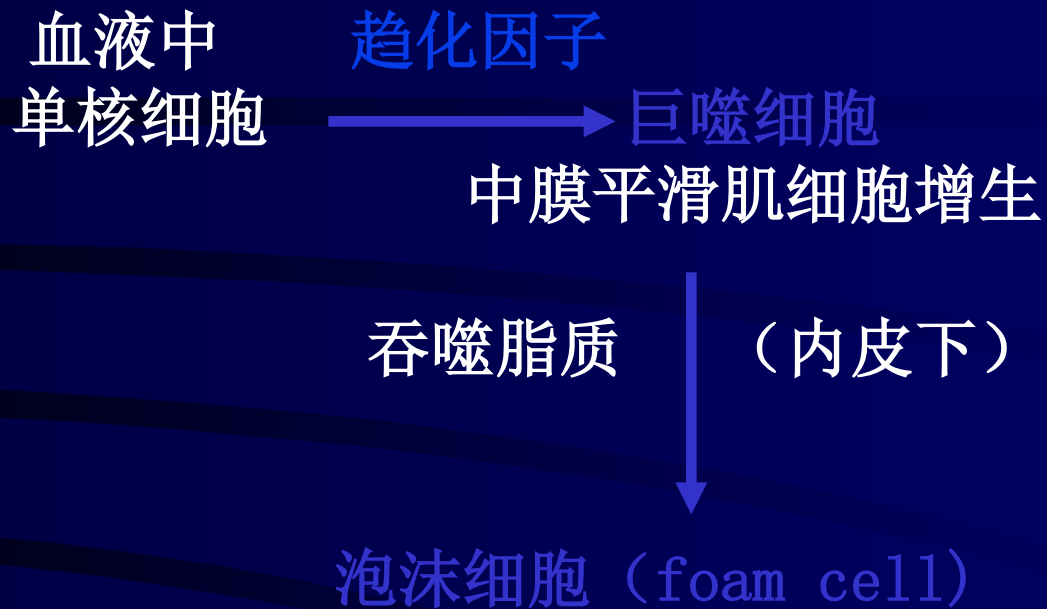 血液中 趋化因子
单核细胞 巨噬细胞
中膜平滑肌细胞增生
吞噬脂质 （内皮下）
泡沫细胞（foam cell)